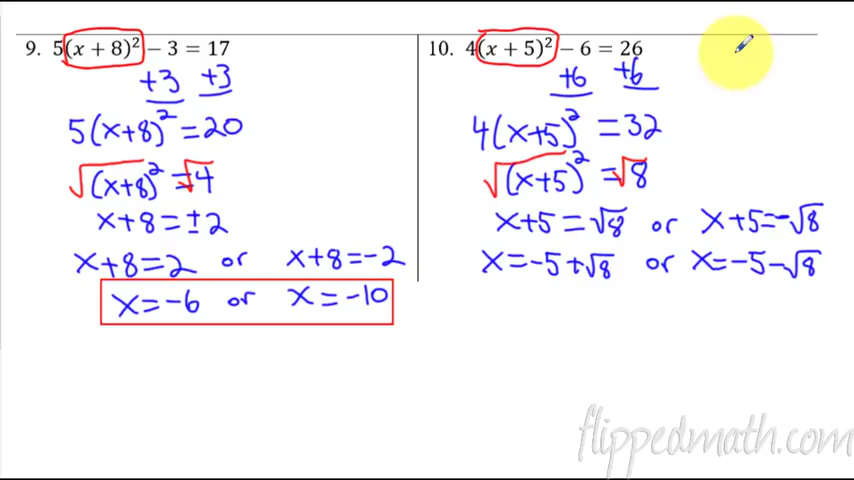 9. 5(x + 8)² − 3 = 17
+3 +3
5(x+8)² = 20
√(x+8)² = √4
x+8 = ±2
x+8 = 2 or x+8 = -2
x = -6 or x = -10
10. 4(x + 5)² − 6 = 26
+6 +6
4(x+5)² = 32
√(x+5)² = √8
x+5 = √8 or x+5 = -√8
x = -5+√8 or x = -5-√8
flippedmath.com